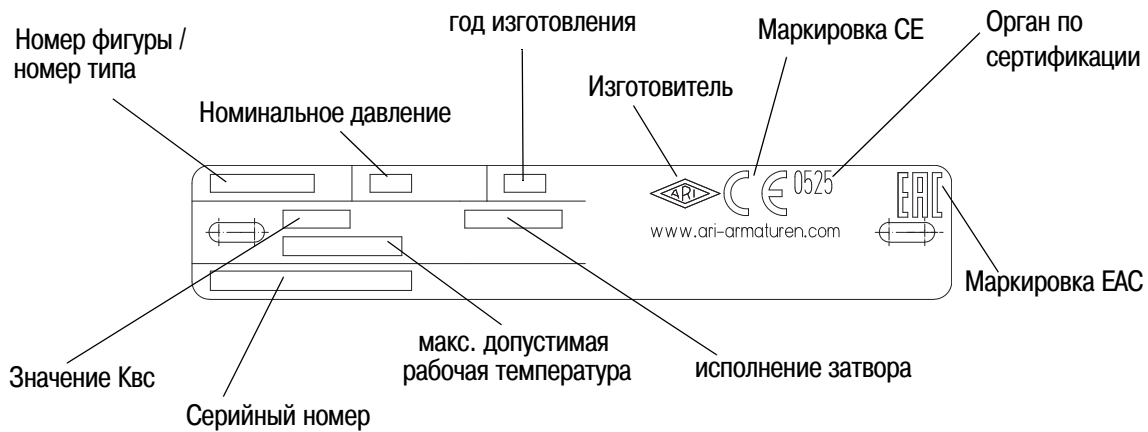 Номер фигуры /
номер типа
год изготовления
Маркировка CE
Орган по
сертификации
Номинальное давление
Изготовитель
ARI
CE 0525
EAC
www.ari-armaturen.com
Маркировка EAC
Значение Квс
макс. допустимая
рабочая температура
исполнение затвора
Серийный номер